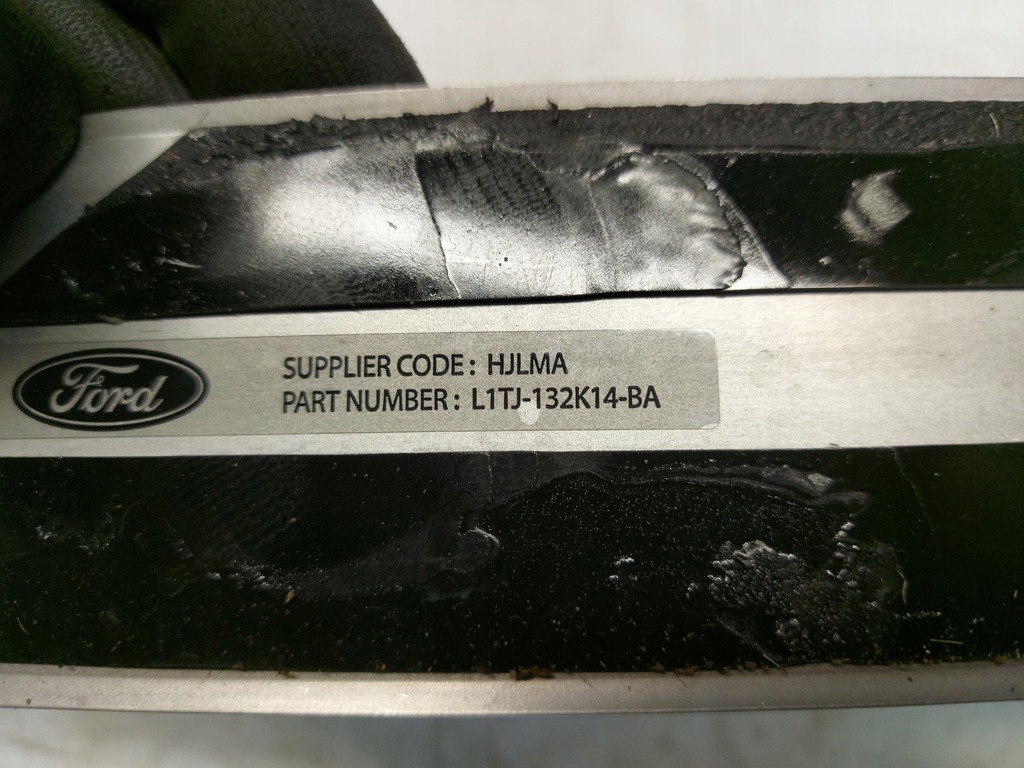 Ford
SUPPLIER CODE: HJLMA
PART NUMBER: L1TJ-132K14-BA